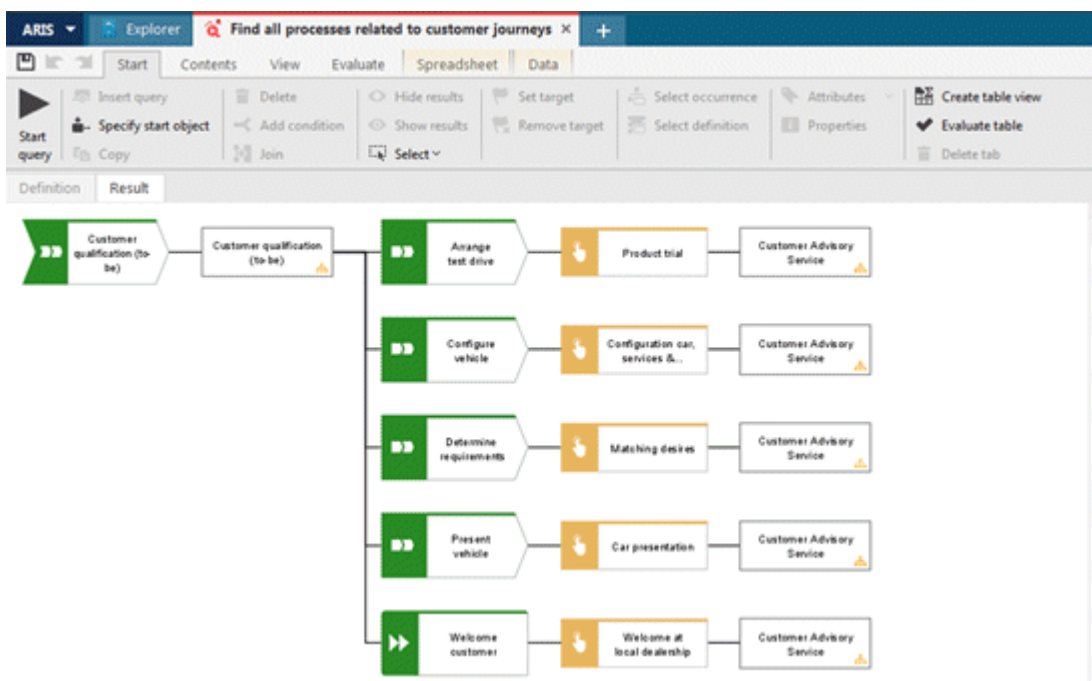 ARIS Explorer Find all processes related to customer journeys × +
Start Contents View Evaluate Spreadsheet Data
Start
query
Insert query
Specify start object
Copy
Delete
Add condition
Join
Hide results
Show results
Select
Set target
Remove target
Select occurrence
Select definition
Attributes
Properties
Create table view
Evaluate table
Delete tab
Definition Result
Customer
qualification (to-
be)
Customer qualification
(to-be)
Arrange
test drive
Product trial
Customer Advisory
Service
Configure
vehicle
Configuration car,
services &...
Customer Advisory
Service
Determine
requirements
Matching desires
Customer Advisory
Service
Present
vehicle
Car presentation
Customer Advisory
Service
Welcome
customer
Welcome at
local dealership
Customer Advisory
Service